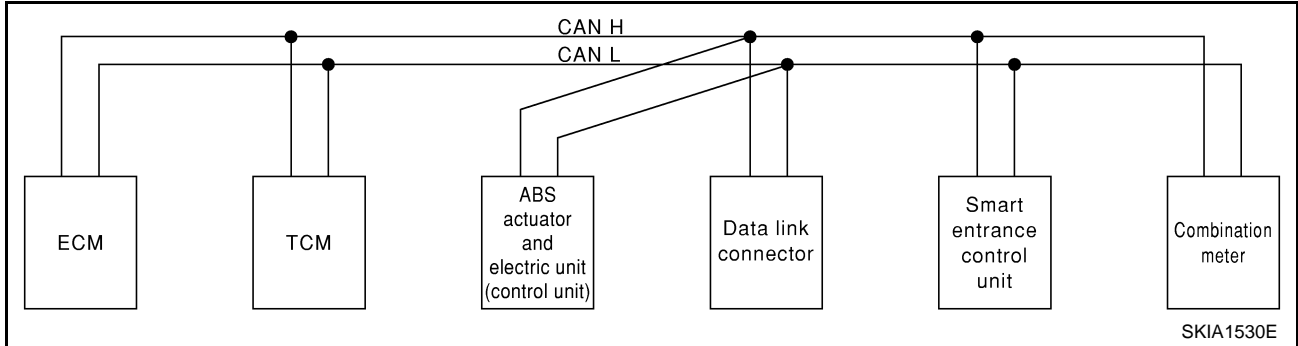 CAN H
CAN L
ECM
TCM
ABS
actuator
and
electric unit
(control unit)
Data link
connector
Smart
entrance
control
unit
Combination
meter
SKIA1530E